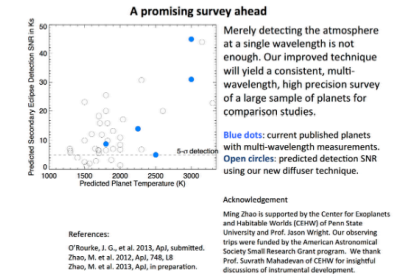 A promising survey ahead
Predicted Secondary Eclipse Detection SNR in Ks
50
40
30
20
10
0
5-σ detection
1000 1500 2000 2500 3000
Predicted Planet Temperature (K)
Merely detecting the atmosphere
at a single wavelength is not
enough. Our improved technique
will yield a consistent, multi-
wavelength, high precision survey
of a large sample of planets for
comparison studies.
Blue dots: current published planets
with multi-wavelength measurements.
Open circles: predicted detection SNR
using our new diffuser technique.
References:
O'Rourke, J. G., et al. 2013, ApJ, submitted.
Zhao, M. et al. 2012, ApJ, 748, L8
Zhao, M. et al. 2013, ApJ, in preparation.
Acknowledgement
Ming Zhao is supported by the Center for Exoplanets
and Habitable Worlds (CEHW) of Penn State
University and Prof. Jason Wright. Our observing
trips were funded by the American Astronomical
Society Small Research Grant program. We thank
Prof. Suvrath Mahadevan of CEHW for insightful
discussions of instrumental development.